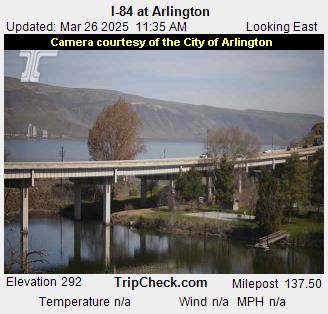 I-84 at Arlington
Updated: Mar 26 2025 11:35 AM Looking East
Camera courtesy of the City of Arlington
Elevation 292 TripCheck.com Milepost 137.50
Temperature n/a Wind n/a MPH n/a